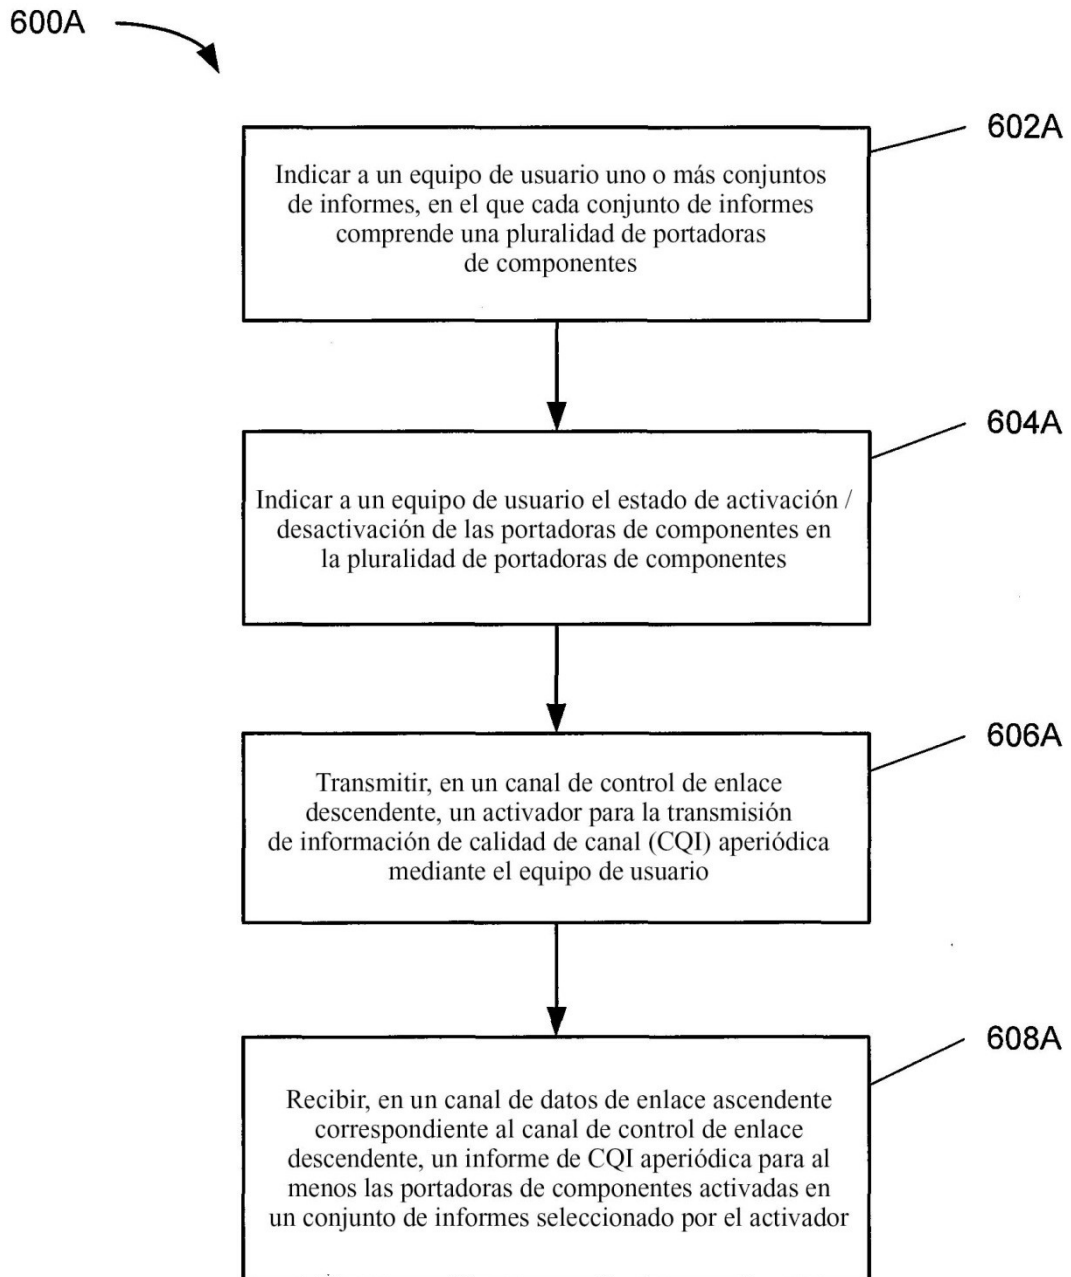 600A
602A
Indicar a un equipo de usuario uno o más conjuntos
de informes, en el que cada conjunto de informes
comprende una pluralidad de portadoras
de componentes
604A
Indicar a un equipo de usuario el estado de activación /
desactivación de las portadoras de componentes en
la pluralidad de portadoras de componentes
606A
Transmitir, en un canal de control de enlace
descendente, un activador para la transmisión
de información de calidad de canal (CQI) aperiódica
mediante el equipo de usuario
608A
Recibir, en un canal de datos de enlace ascendente
correspondiente al canal de control de enlace
descendente, un informe de CQI aperiódica para al
menos las portadoras de componentes activadas en
un conjunto de informes seleccionado por el activador